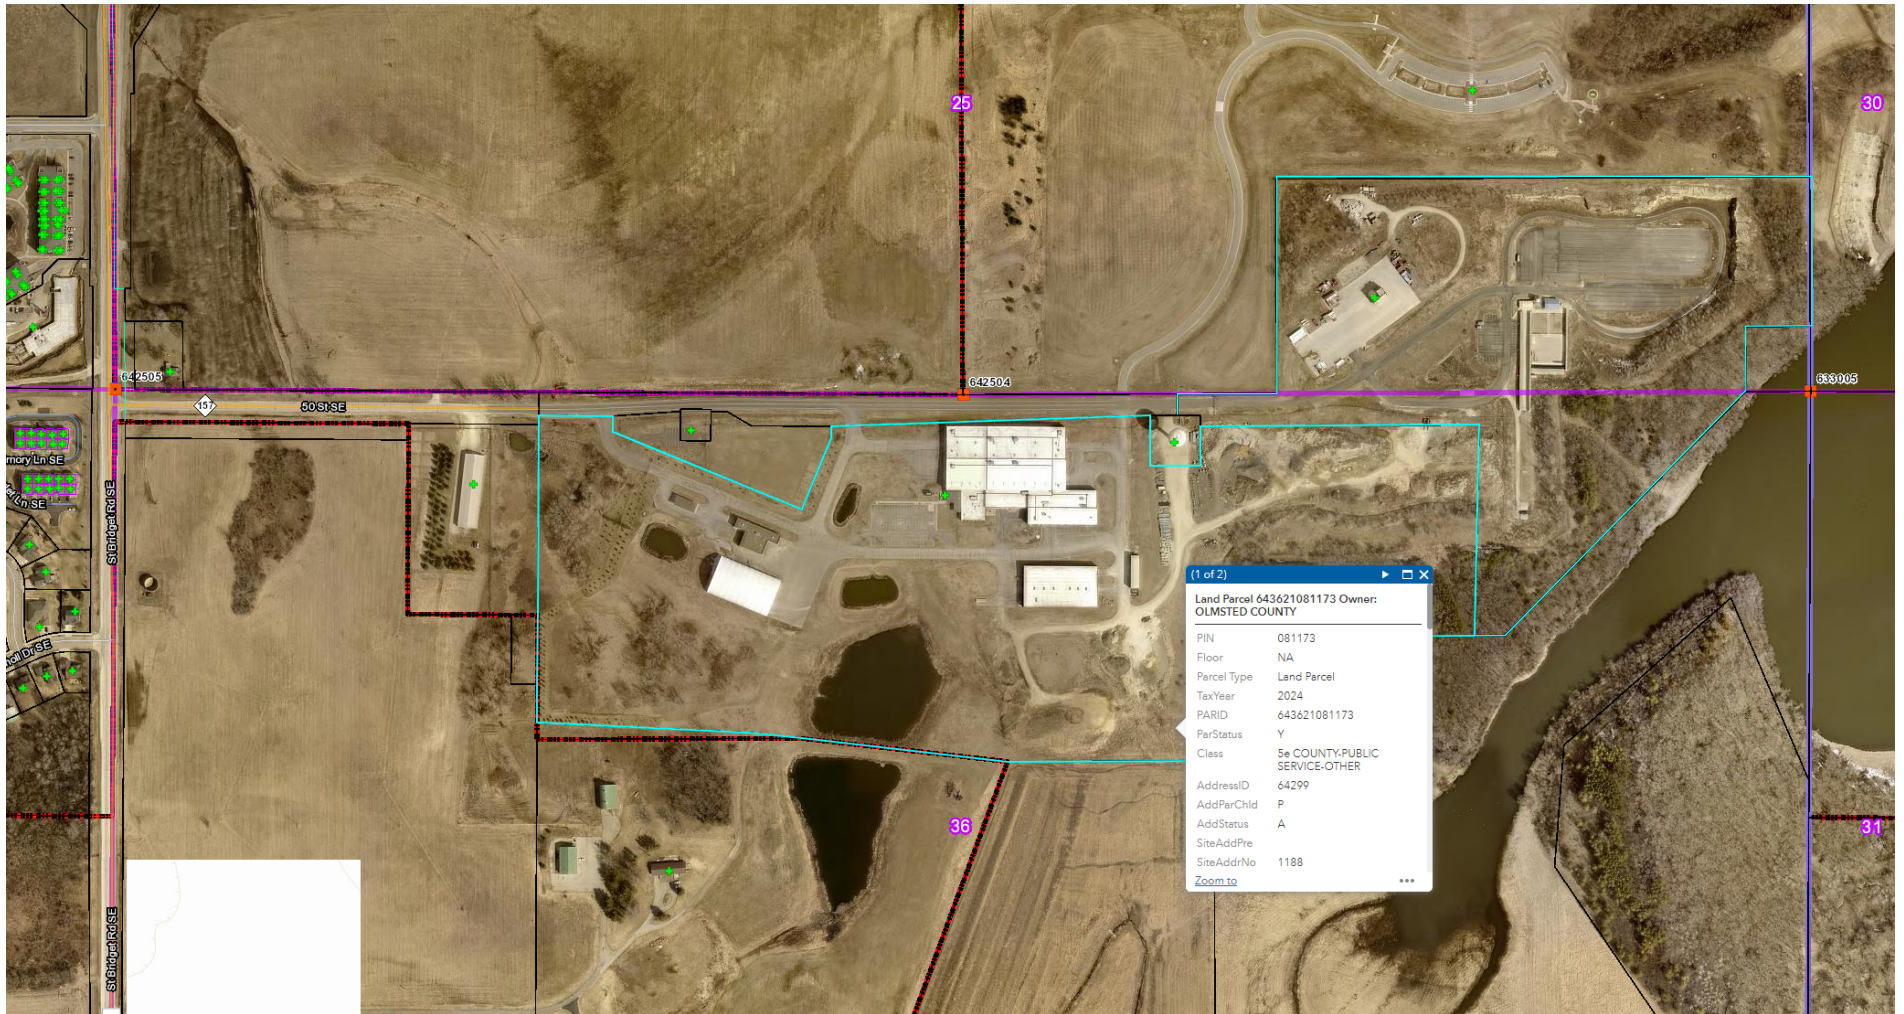 25
30
642505
642504
633005
157
50 St SE
mory Ln SE
St Bridget Rd SE
(1 of 2)
Land Parcel 643621081173 Owner:
OLMSTED COUNTY
PIN 081173
Floor NA
Parcel Type Land Parcel
TaxYear 2024
PARID 643621081173
ParStatus Y
Class 5e COUNTY-PUBLIC
SERVICE-OTHER
AddressID 64299
AddParChld P
AddStatus A
SiteAddPre
SiteAddrNo 1188
Zoom to
36
31
St Bridget Rd SE